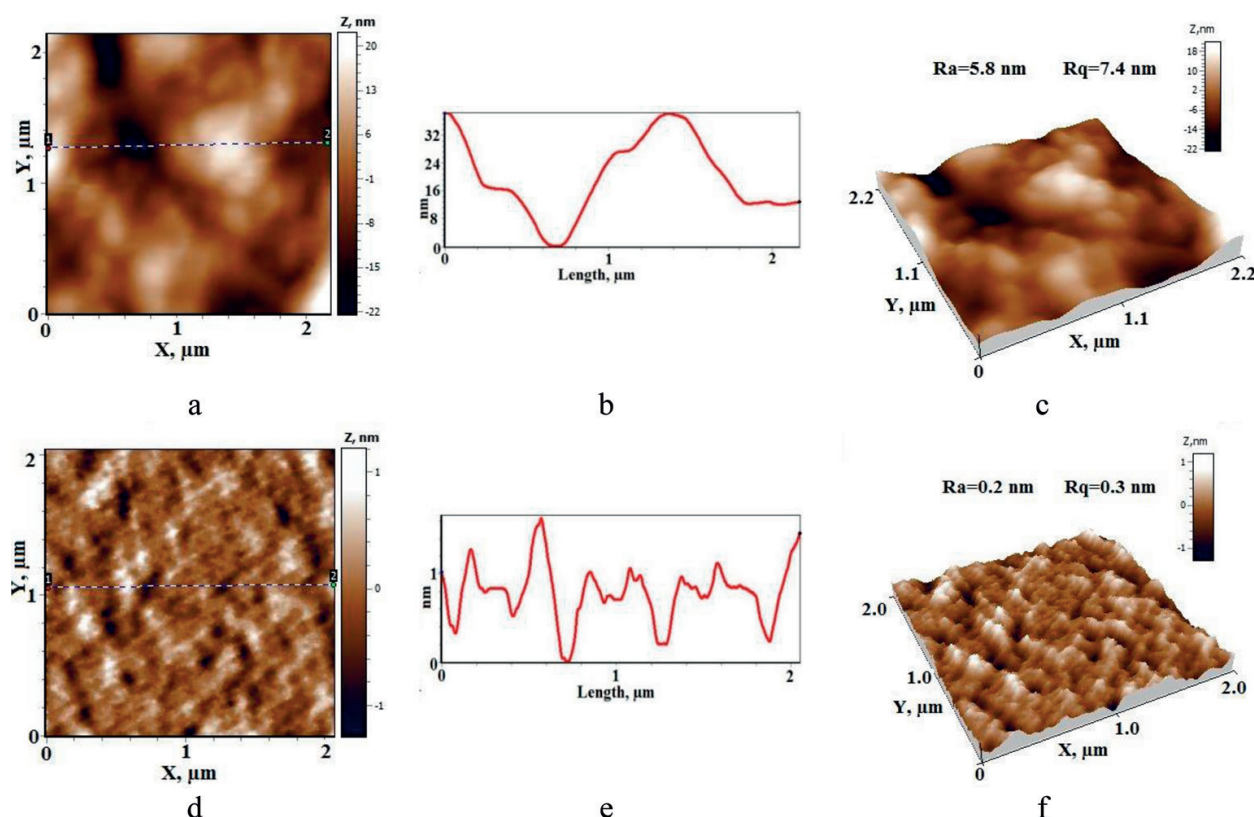 Z, nm
20
13
6
-1
-8
-15
-22
2
1
0
Y, µm
1
2
0
1
2
X, µm
a
32
24
16
8
0
nm
0
1
2
Length, µm
b
Ra=5.8 nm Rq=7.4 nm
Z,nm
18
10
2
-6
-14
-22
2.2
1.1
Y, µm
0
1.1
2.2
X, µm
c
Z, nm
1
0
-1
2
1
0
Y, µm
1
2
0
1
2
X, µm
d
1
0
nm
0
1
2
Length, µm
e
Ra=0.2 nm Rq=0.3 nm
Z,nm
1
0
-1
2.0
1.0
Y, µm
0
1.0
2.0
X, µm
f